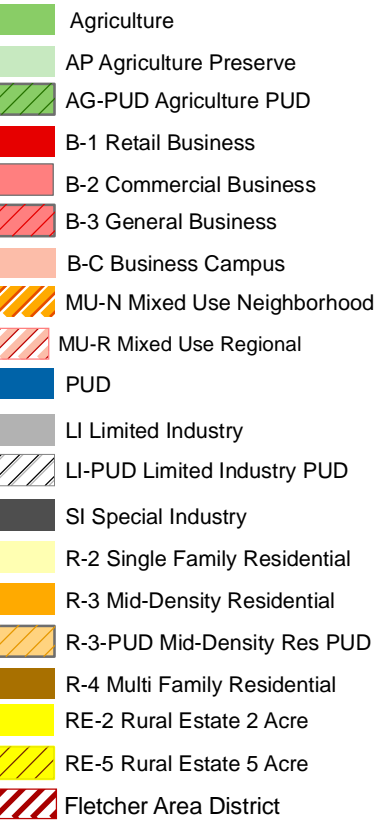 Agriculture
AP Agriculture Preserve
AG-PUD Agriculture PUD
B-1 Retail Business
B-2 Commercial Business
B-3 General Business
B-C Business Campus
MU-N Mixed Use Neighborhood
MU-R Mixed Use Regional
PUD
LI Limited Industry
LI-PUD Limited Industry PUD
SI Special Industry
R-2 Single Family Residential
R-3 Mid-Density Residential
R-3-PUD Mid-Density Res PUD
R-4 Multi Family Residential
RE-2 Rural Estate 2 Acre
RE-5 Rural Estate 5 Acre
Fletcher Area District